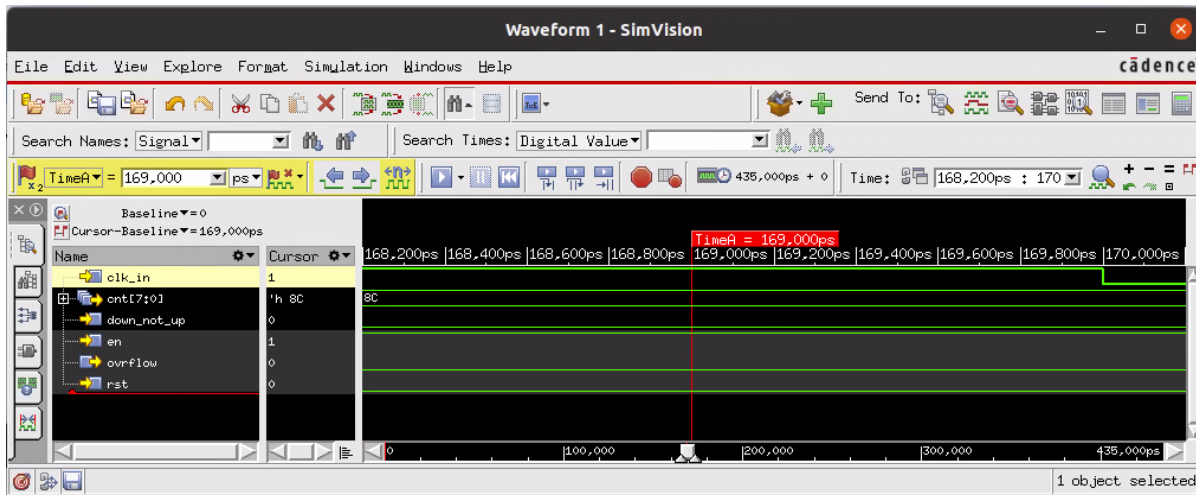 Waveform 1 - SimVision
File Edit View Explore Format Simulation Windows Help
cādence
Send To:
Search Names: Signal Search Times: Digital Value
x2 TimeA = 169,000 ps 435,000ps + 0 Time: 168,200ps : 170
Baseline = 0
Cursor-Baseline = 169,000ps
TimeA = 169,000ps
Name Cursor 168,200ps 168,400ps 168,600ps 168,800ps 169,000ps 169,200ps 169,400ps 169,600ps 169,800ps 170,000ps
clk_in 1
cnt[7:0] 'h 8C 8C
down_not_up 0
en 1
ovrflow 0
rst 0
0 100,000 200,000 300,000 435,000ps
1 object selected